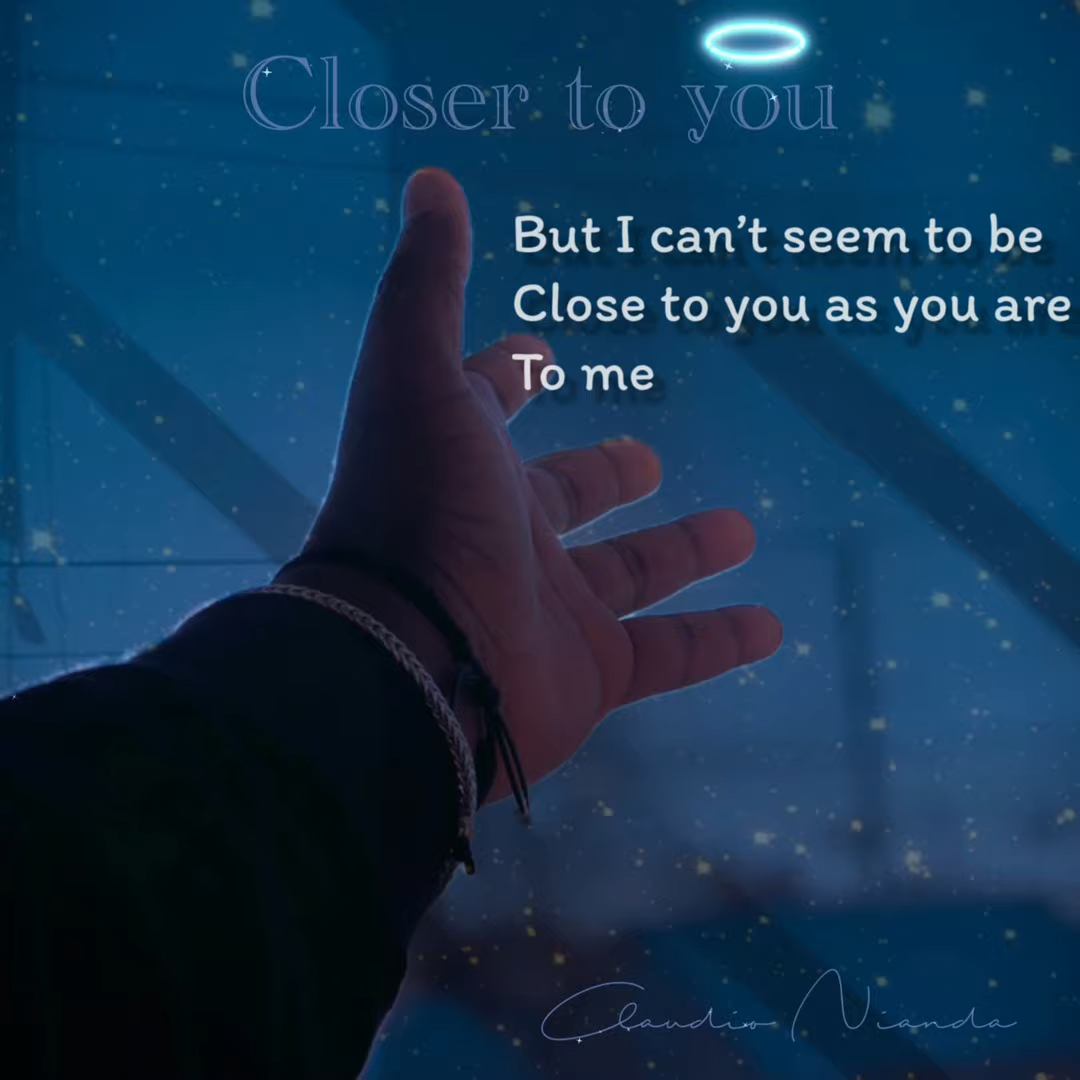 Closer to you
But I can’t seem to be
Close to you as you are
To me
Claudio Nianda